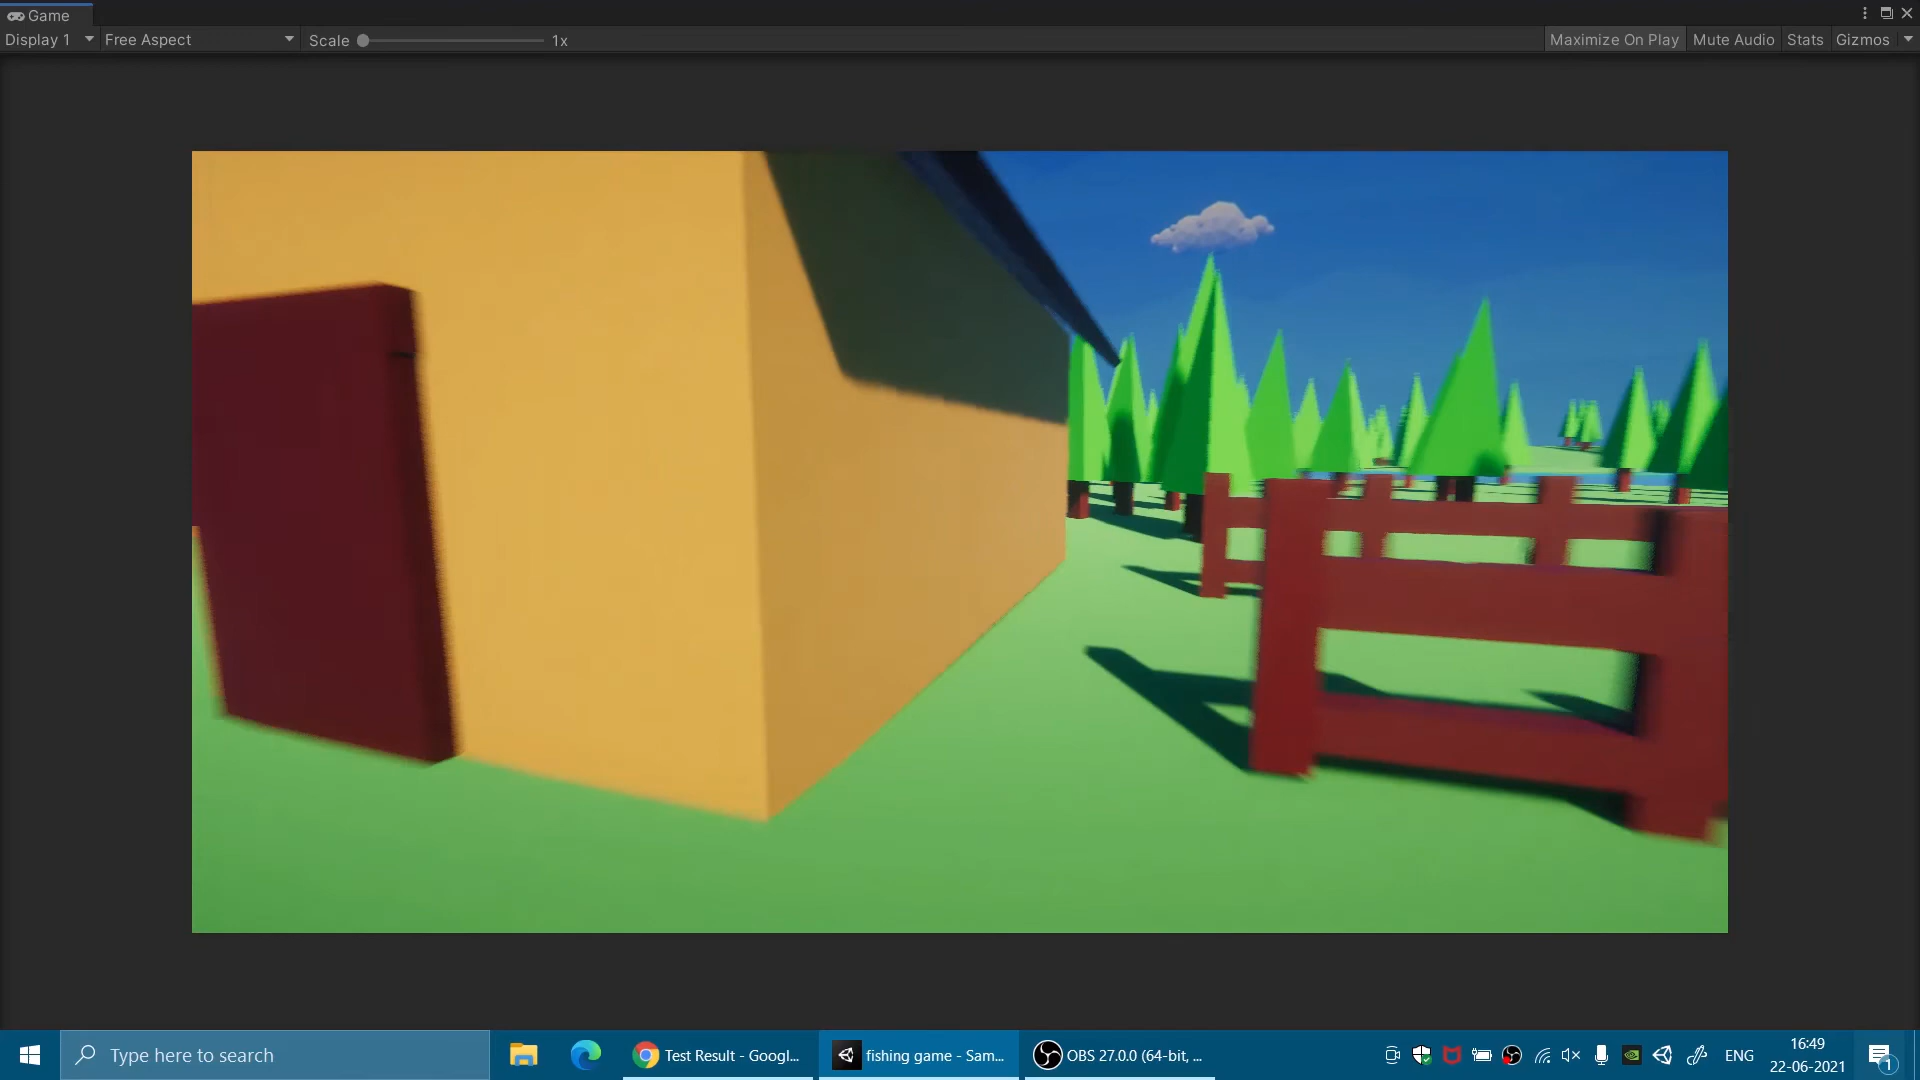 Game
Display 1 Free Aspect Scale 1x Maximize On Play Mute Audio Stats Gizmos
Type here to search Test Result - Googl... fishing game - Sam... OBS 27.0.0 (64-bit, ... ENG 16:49
22-06-2021
1